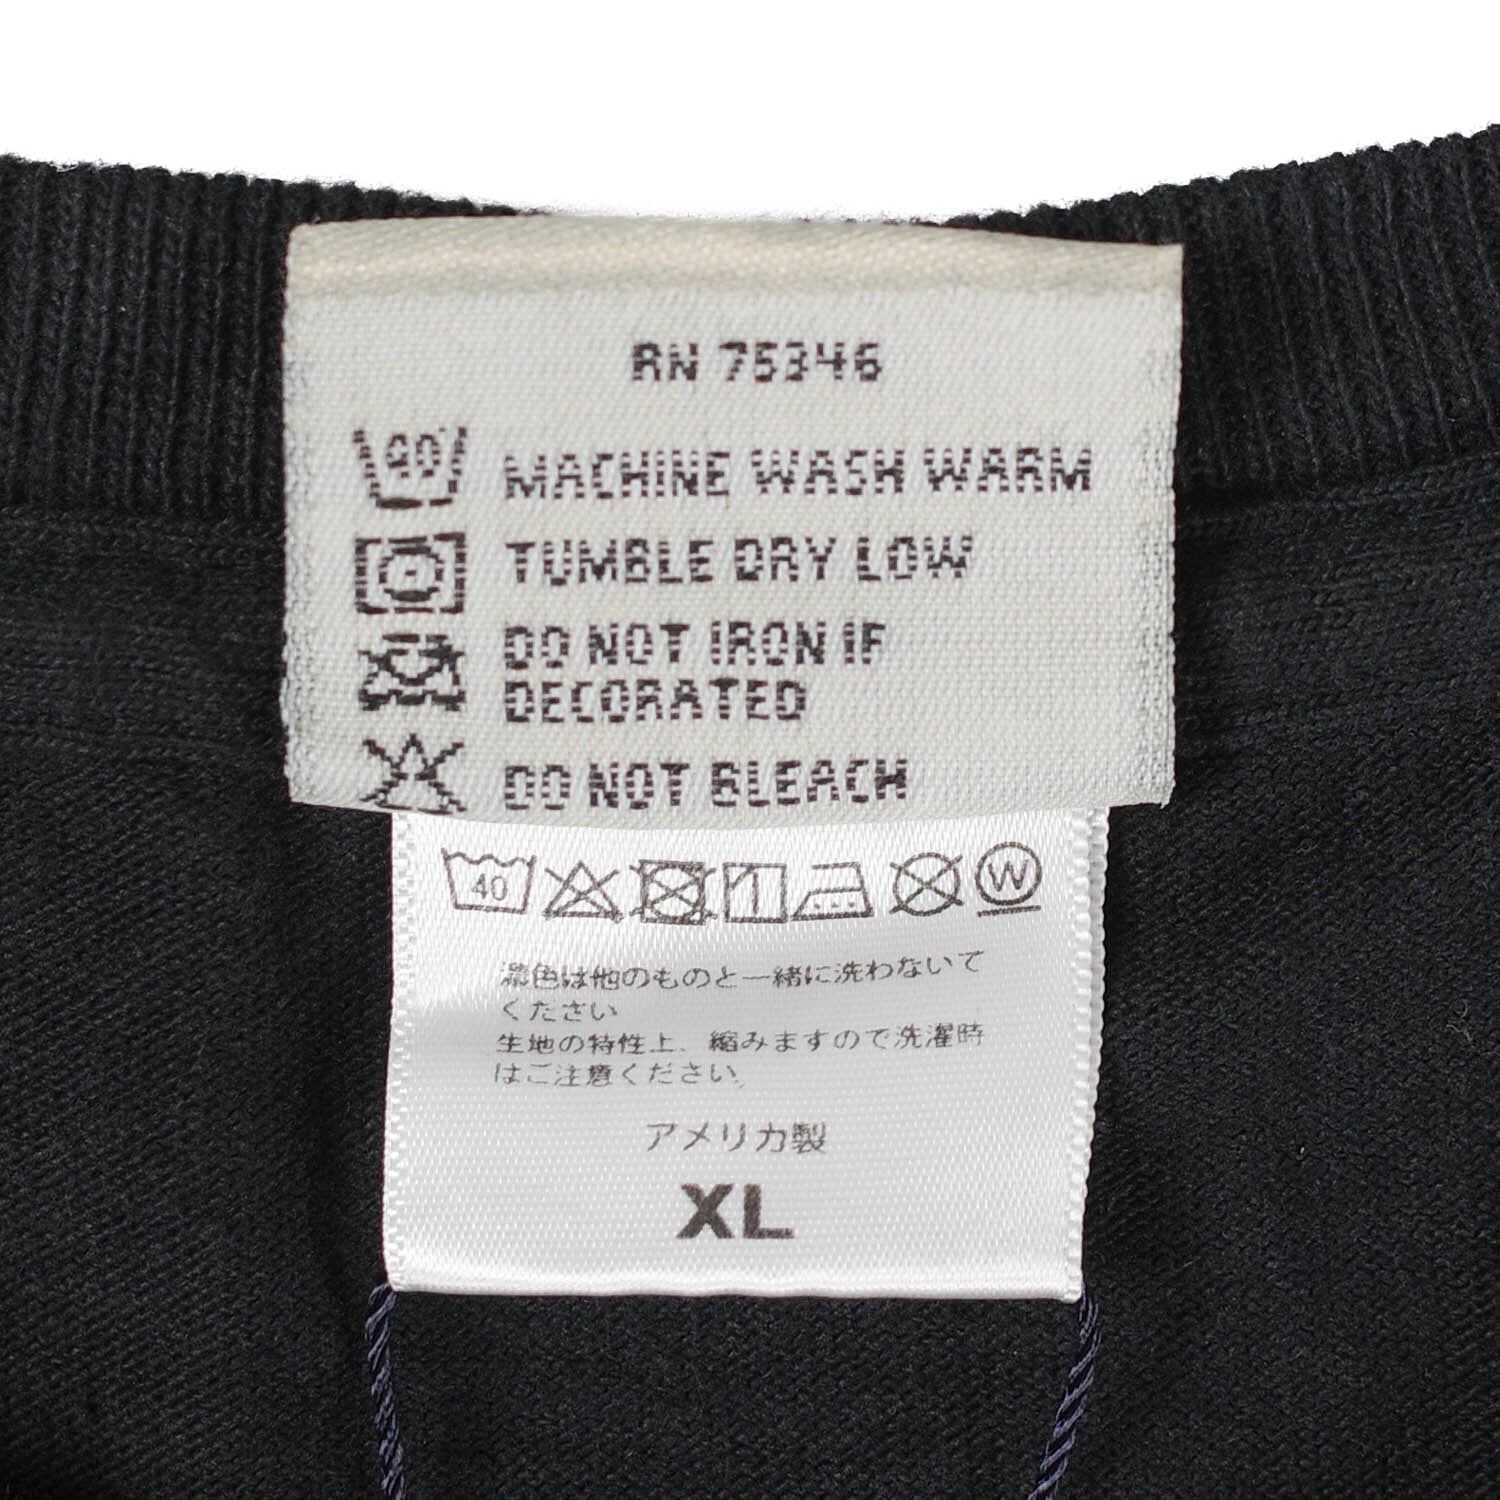 RN 75346
40
MACHINE WASH WARM
TUMBLE DRY LOW
DO NOT IRON IF
DECORATED
DO NOT BLEACH
40
W
濃色は他のものと一緒に洗わないで
ください
生地の特性上、縮みますので洗濯時
はご注意ください。
アメリカ製
XL